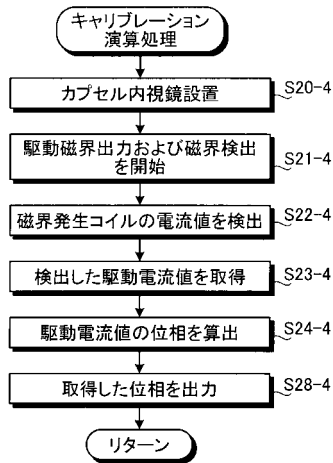 キャリブレーション
演算処理
カプセル内視鏡設置
S20-4
駆動磁界出力および磁界検出
を開始
S21-4
磁界発生コイルの電流値を検出
S22-4
検出した駆動電流値を取得
S23-4
駆動電流値の位相を算出
S24-4
取得した位相を出力
S28-4
リターン